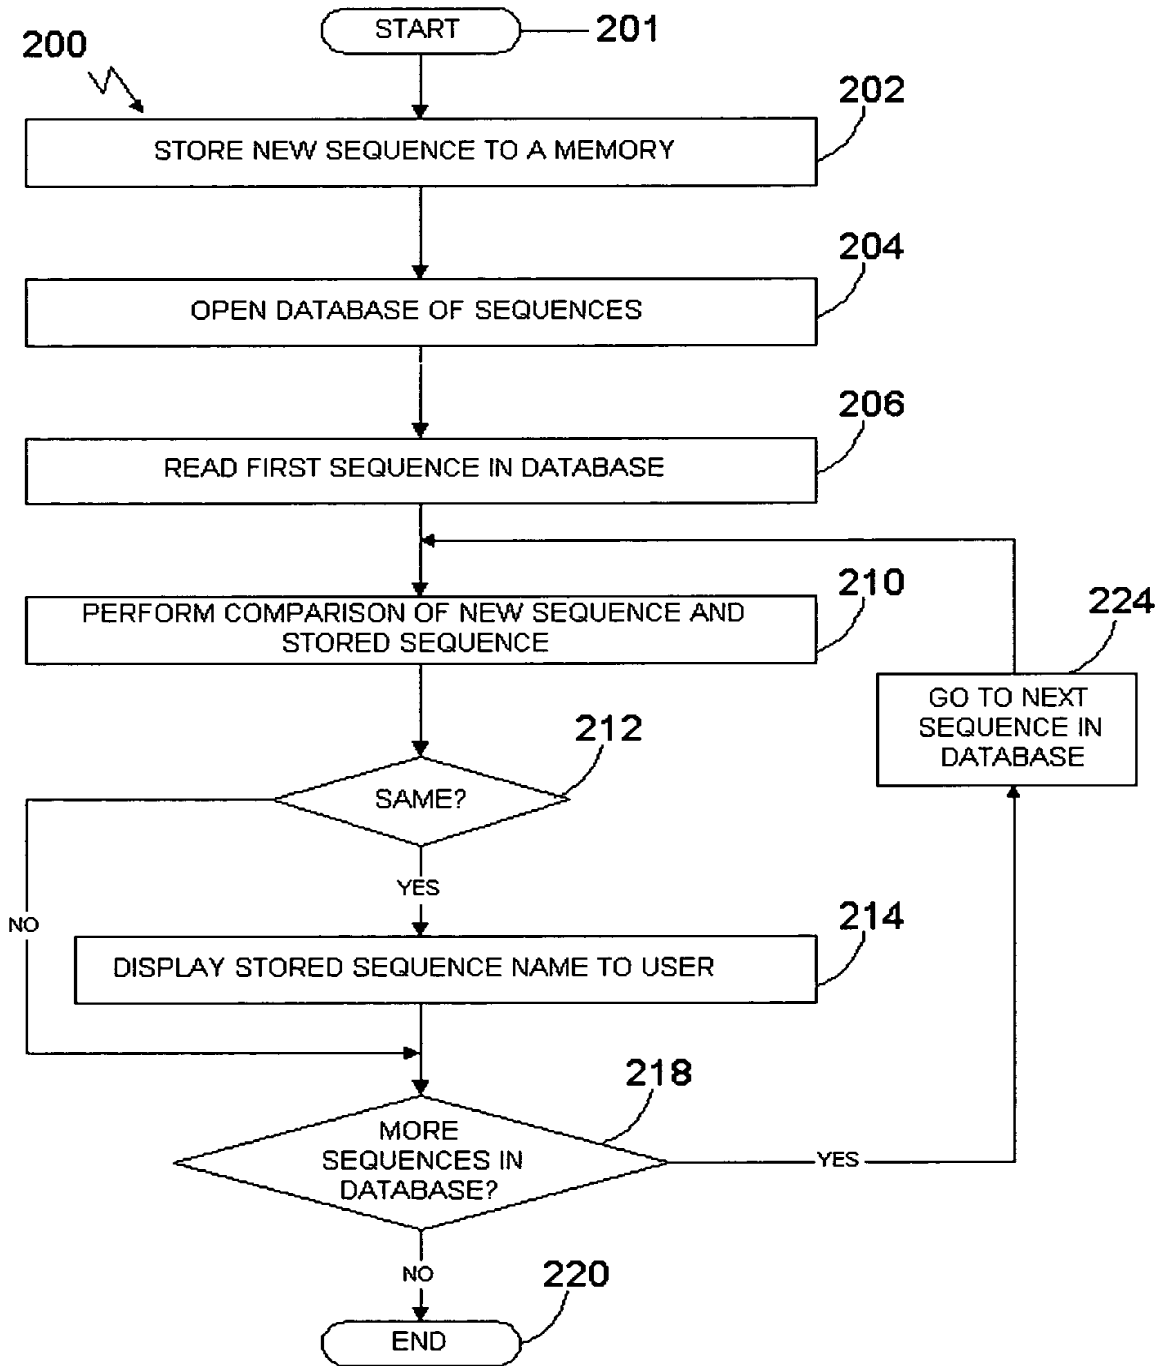 START
201
200
202
STORE NEW SEQUENCE TO A MEMORY
204
OPEN DATABASE OF SEQUENCES
206
READ FIRST SEQUENCE IN DATABASE
210
PERFORM COMPARISON OF NEW SEQUENCE AND
STORED SEQUENCE
224
GO TO NEXT
SEQUENCE IN
DATABASE
212
SAME?
YES
NO
214
DISPLAY STORED SEQUENCE NAME TO USER
218
MORE
SEQUENCES IN
DATABASE?
YES
NO
220
END